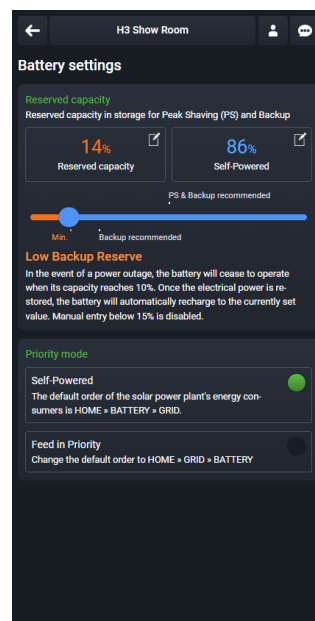 H3 Show Room
Battery settings
Reserved capacity
Reserved capacity in storage for Peak Shaving (PS) and Backup
14% 86%
Reserved capacity Self-Powered
PS & Backup recommended
Min. Backup recommended
Low Backup Reserve
In the event of a power outage, the battery will cease to operate
when its capacity reaches 10%. Once the electrical power is re-
stored, the battery will automatically recharge to the currently set
value. Manual entry below 15% is disabled.
Priority mode
Self-Powered
The default order of the solar power plant's energy con-
sumers is HOME » BATTERY » GRID.
Feed in Priority
Change the default order to HOME » GRID » BATTERY